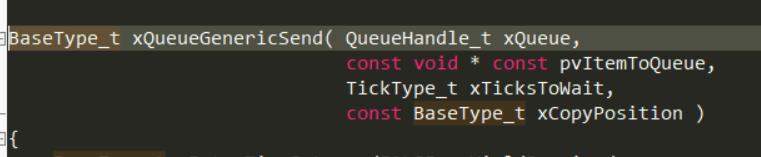 BaseType_t xQueueGenericSend( QueueHandle_t xQueue,
const void * const pvItemToQueue,
TickType_t xTicksToWait,
const BaseType_t xCopyPosition )
{